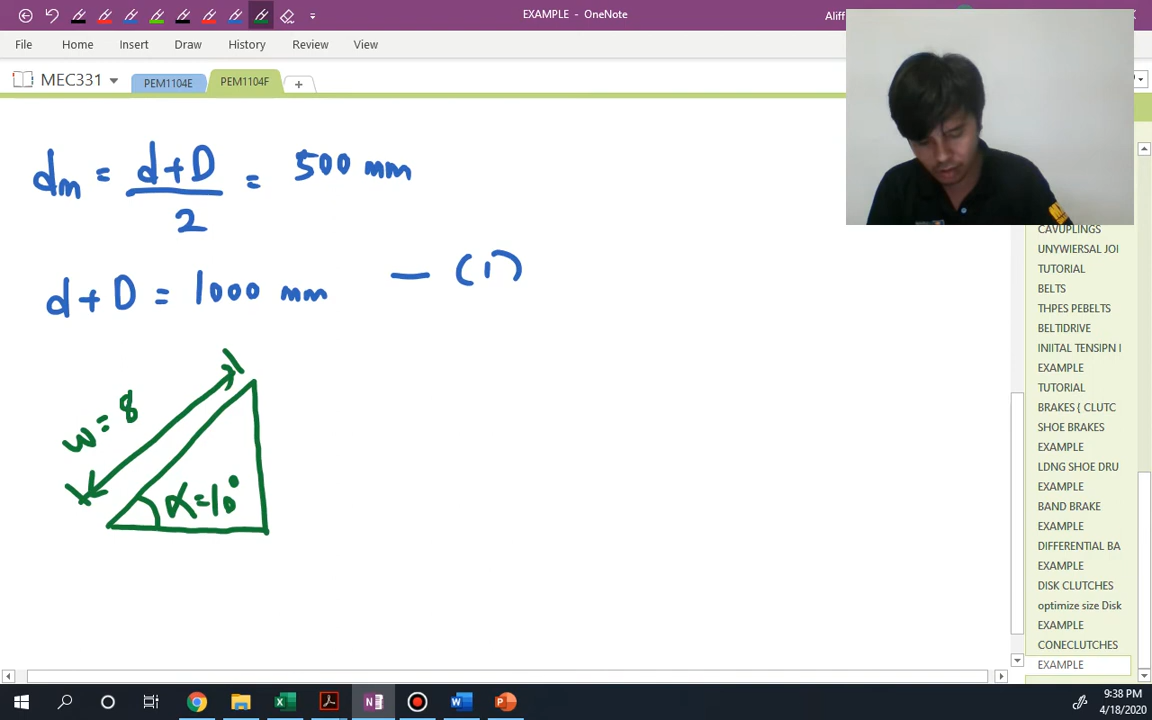 EXAMPLE - OneNote
Aliff
File Home Insert Draw History Review View
MEC331
PEM1104E
PEM1104F
dm = d+D/2 = 500 mm
d+D = 1000 mm — (1)
w=8
α=10°
CAVUPLINGS
UNYWIERSAL JOI
TUTORIAL
BELTS
THPES PEBELTS
BELTIDRIVE
INIITAL TENSIPN I
EXAMPLE
TUTORIAL
BRAKES { CLUTC
SHOE BRAKES
EXAMPLE
LDNG SHOE DRU
EXAMPLE
BAND BRAKE
EXAMPLE
DIFFERENTIAL BA
EXAMPLE
DISK CLUTCHES
optimize size Disk
EXAMPLE
CONECLUTCHES
EXAMPLE
9:38 PM
4/18/2020